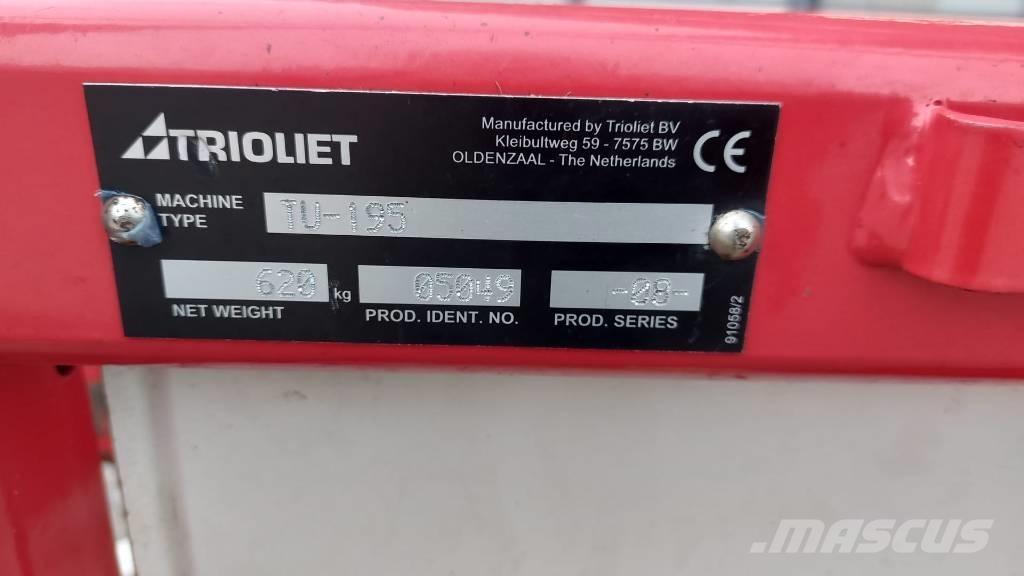 TRIOLIET
Manufactured by Trioliet BV
Kleibultweg 59 - 7575 BW
OLDENZAAL - The Netherlands
CE
MACHINE TYPE
TU-195
620 kg
NET WEIGHT
05049
PROD. IDENT. NO.
-08-
PROD. SERIES
91058/2
MASCUS